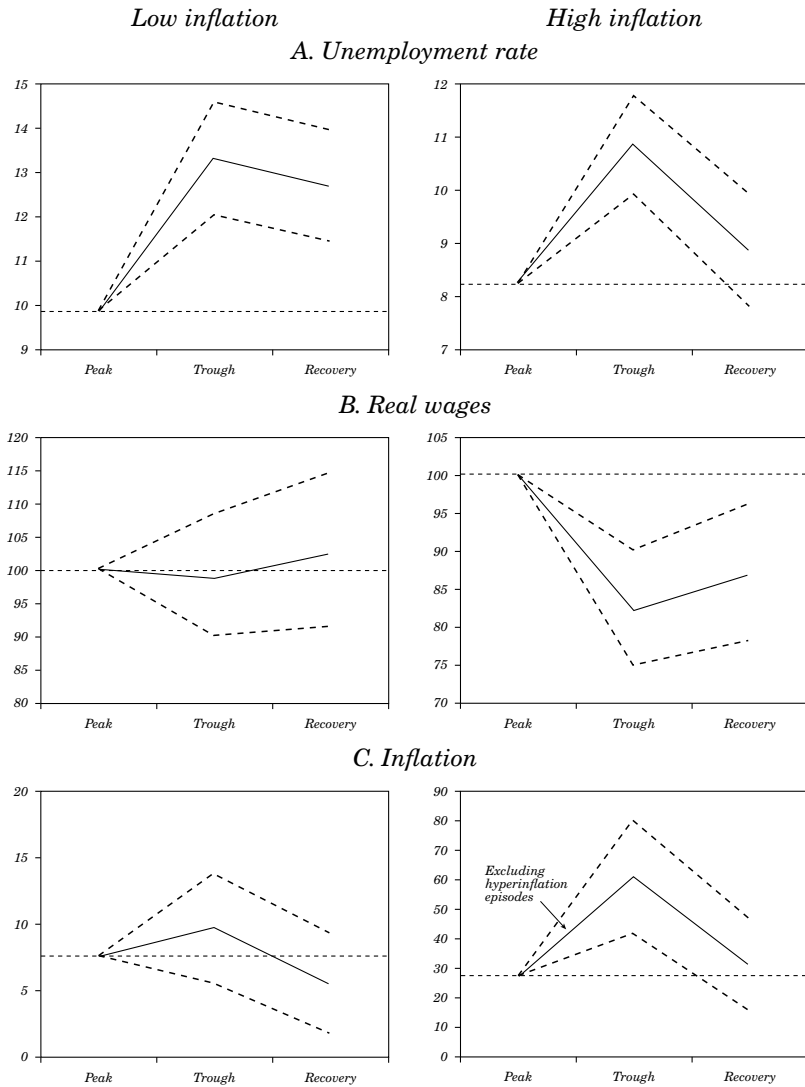 Low inflation
High inflation
A. Unemployment rate
15
14
13
12
11
10
9
Peak
Trough
Recovery
12
11
10
9
8
7
Peak
Trough
Recovery
B. Real wages
120
115
110
105
100
95
90
85
80
Peak
Trough
Recovery
105
100
95
90
85
80
75
70
Peak
Trough
Recovery
C. Inflation
20
15
10
5
0
Peak
Trough
Recovery
90
80
70
60
50
40
30
20
10
0
Excluding
hyperinflation
episodes
Peak
Trough
Recovery